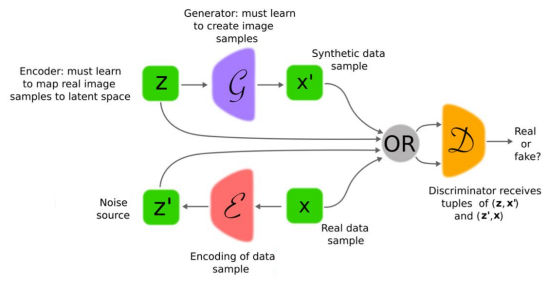 Generator: must learn
to create image
samples
Synthetic data
sample
Encoder: must learn
to map real image
samples to latent space
z
G
x'
OR
D
Real
or
fake?
Noise
source
z'
E
x
Real data
sample
Discriminator receives
tuples of (z, x')
and (z',x)
Encoding of data
sample